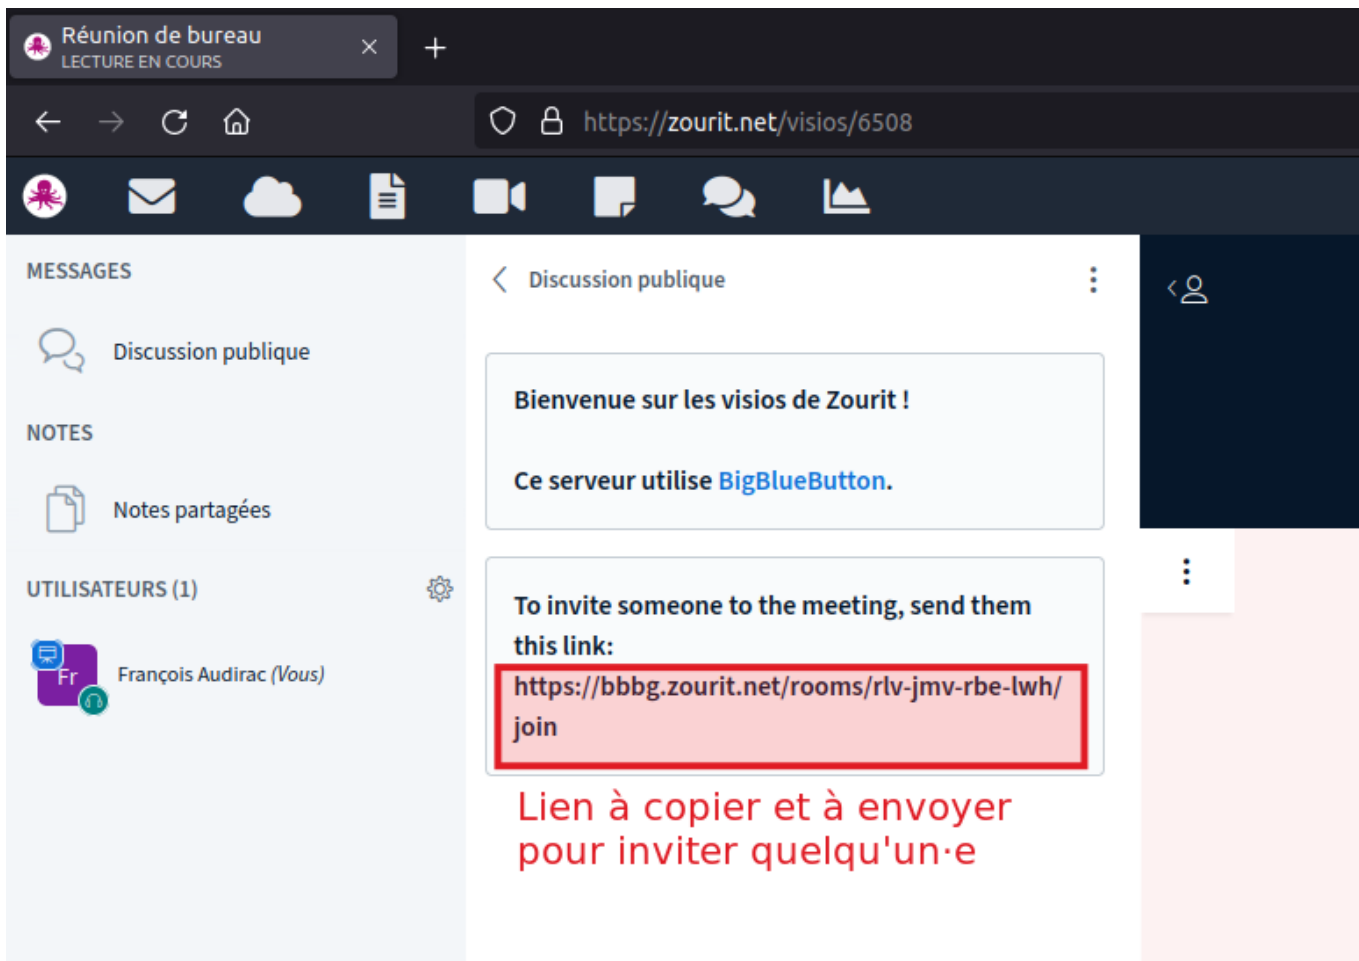 Réunion de bureau
LECTURE EN COURS
https://zourit.net/visios/6508
MESSAGES
Discussion publique
NOTES
Notes partagées
UTILISATEURS (1)
Fr
François Audirac (Vous)
Discussion publique
Bienvenue sur les visios de Zourit !
Ce serveur utilise BigBlueButton.
To invite someone to the meeting, send them
this link:
https://bbbg.zourit.net/rooms/rlv-jmv-rbe-lwh/
join
Lien à copier et à envoyer
pour inviter quelqu'un·e